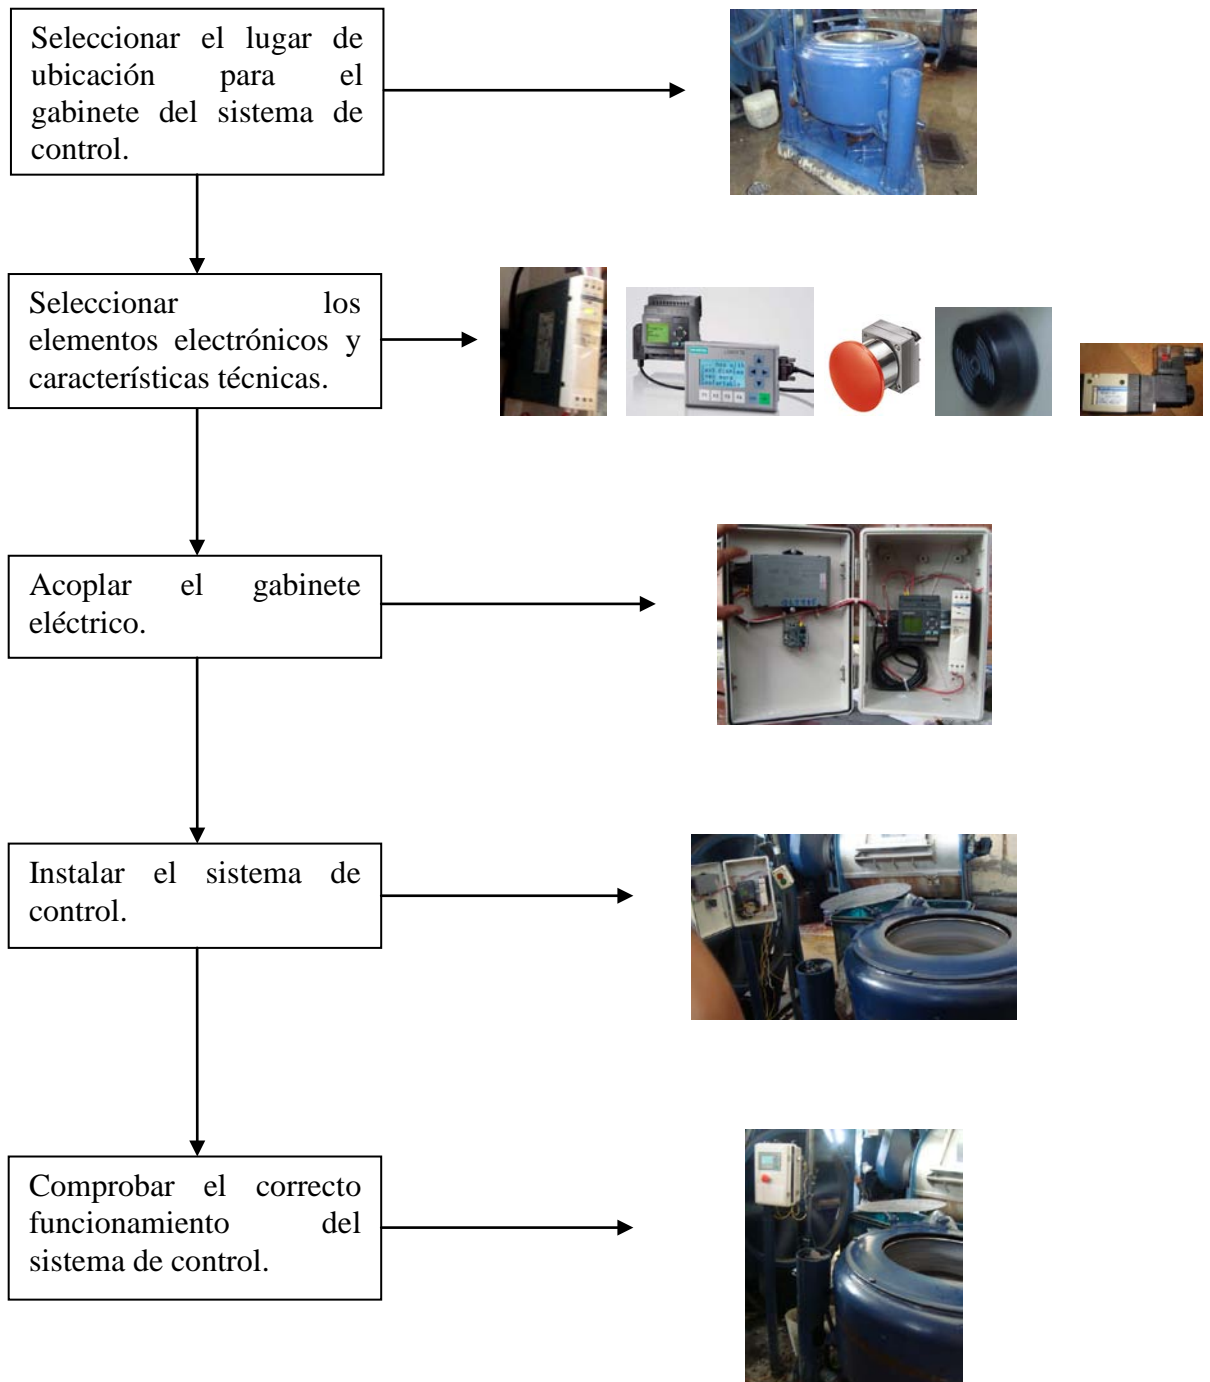 Seleccionar el lugar de
ubicación para el
gabinete del sistema de
control.
Seleccionar los
elementos electrónicos y
características técnicas.
SIEMENS
Acoplar el gabinete
eléctrico.
Instalar el sistema de
control.
Comprobar el correcto
funcionamiento del
sistema de control.